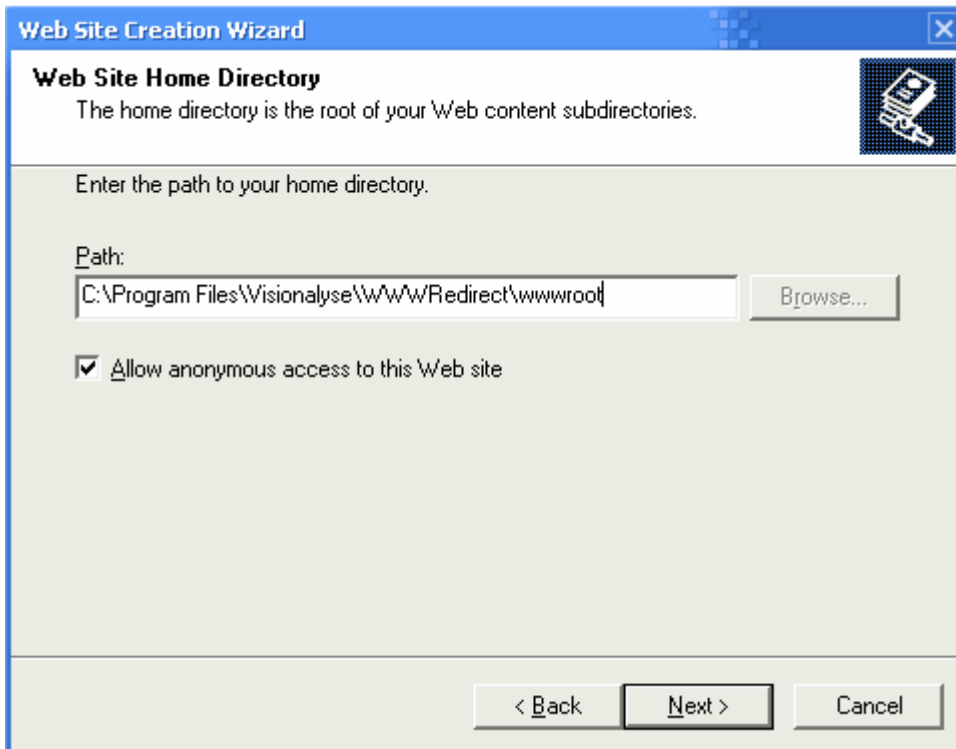 Web Site Creation Wizard
Web Site Home Directory
The home directory is the root of your Web content subdirectories.
Enter the path to your home directory.
Path:
C:\Program Files\Visionalyse\WWWRedirect\wwwroot
Browse...
Allow anonymous access to this Web site
< Back
Next >
Cancel